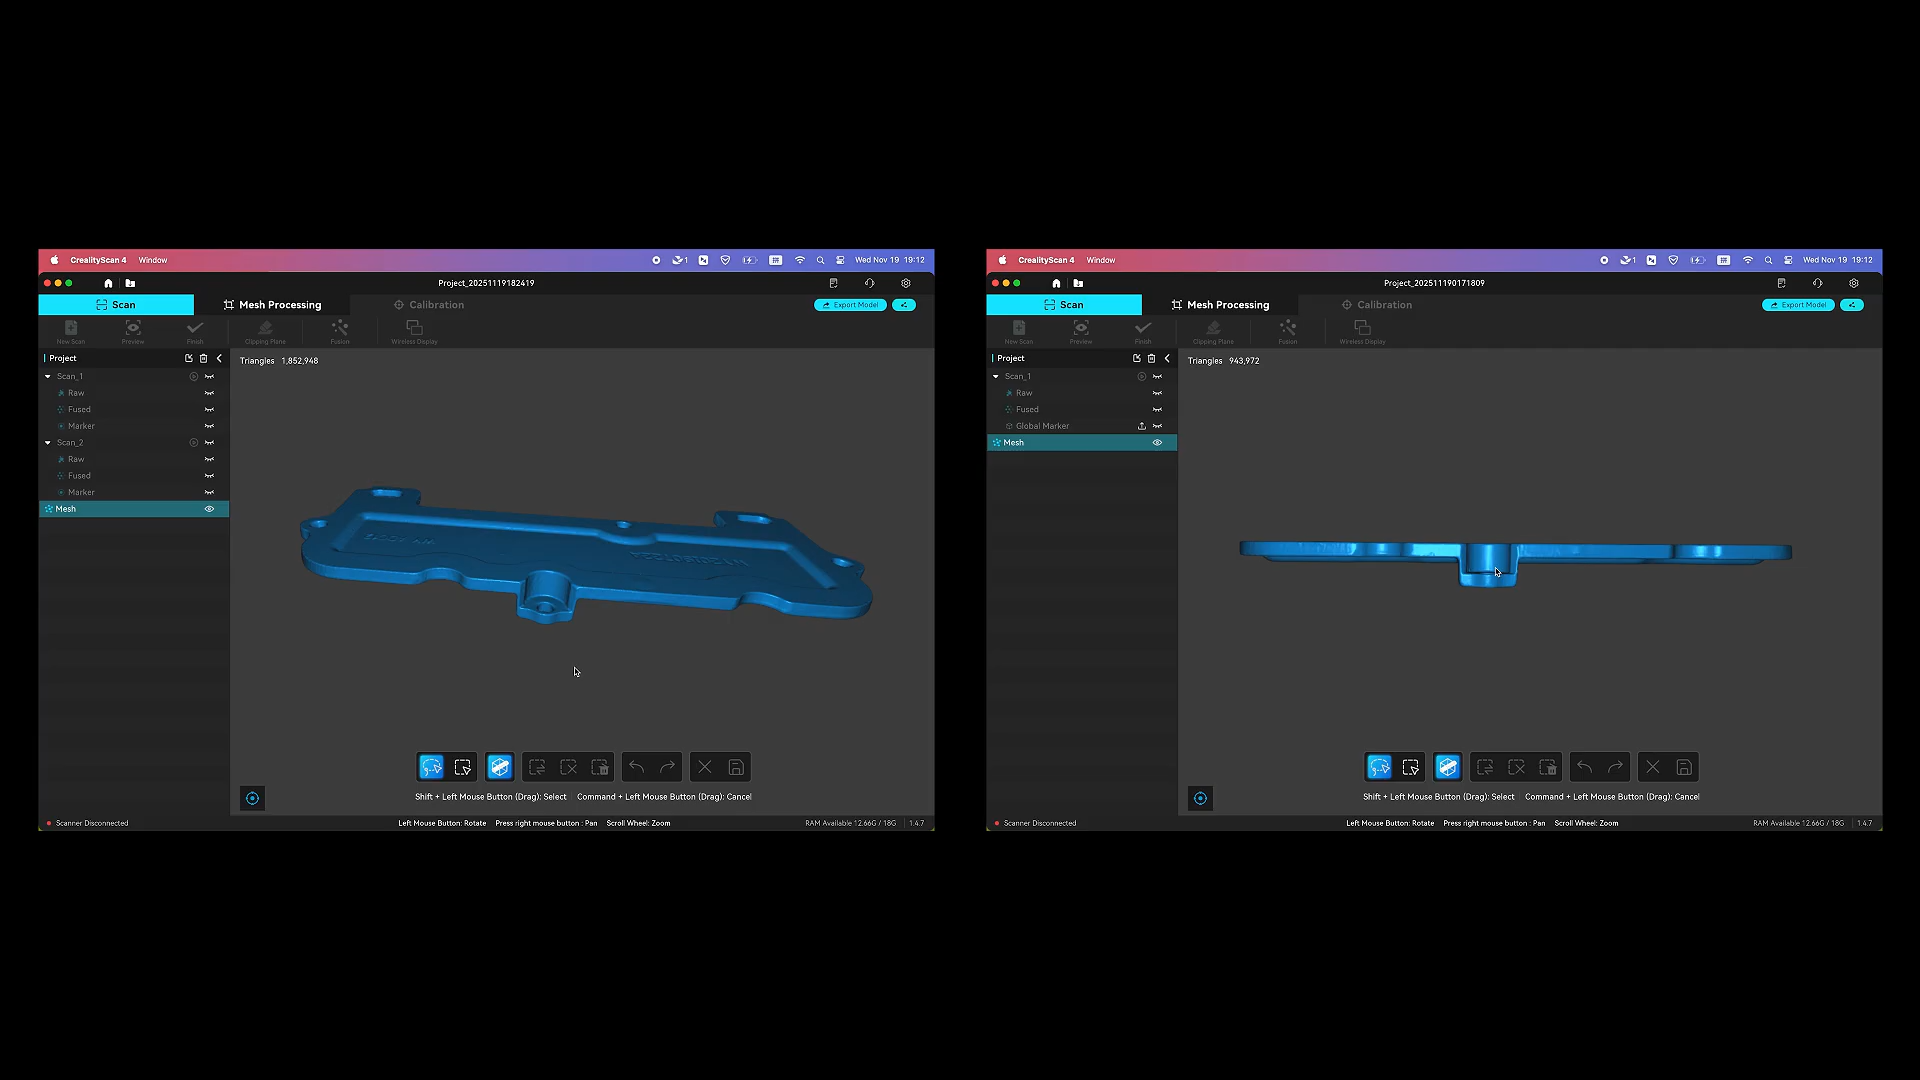 CrealityScan 4 Window
1 Wed Nov 19 19:12
Project_20251119182419
Scan
Mesh Processing
Calibration
Export Model
New Scan
Preview
Finish
Clipping Plane
Fusion
Wireless Display
Project
Triangles 1,852,948
Scan_1
Raw
Fused
Marker
Scan_2
Raw
Fused
Marker
Mesh
Shift + Left Mouse Button (Drag): Select Command + Left Mouse Button (Drag): Cancel
Scanner Disconnected
Left Mouse Button: Rotate Press right mouse button : Pan Scroll Wheel: Zoom
RAM Available 12.66G / 18G 1.4.7
CrealityScan 4 Window
1 Wed Nov 19 19:12
Project_202511190171809
Scan
Mesh Processing
Calibration
Export Model
New Scan
Preview
Finish
Clipping Plane
Fusion
Wireless Display
Project
Triangles 943,972
Scan_1
Raw
Fused
Global Marker
Mesh
Shift + Left Mouse Button (Drag): Select Command + Left Mouse Button (Drag): Cancel
Scanner Disconnected
Left Mouse Button: Rotate Press right mouse button : Pan Scroll Wheel: Zoom
RAM Available 12.66G / 18G 1.4.7